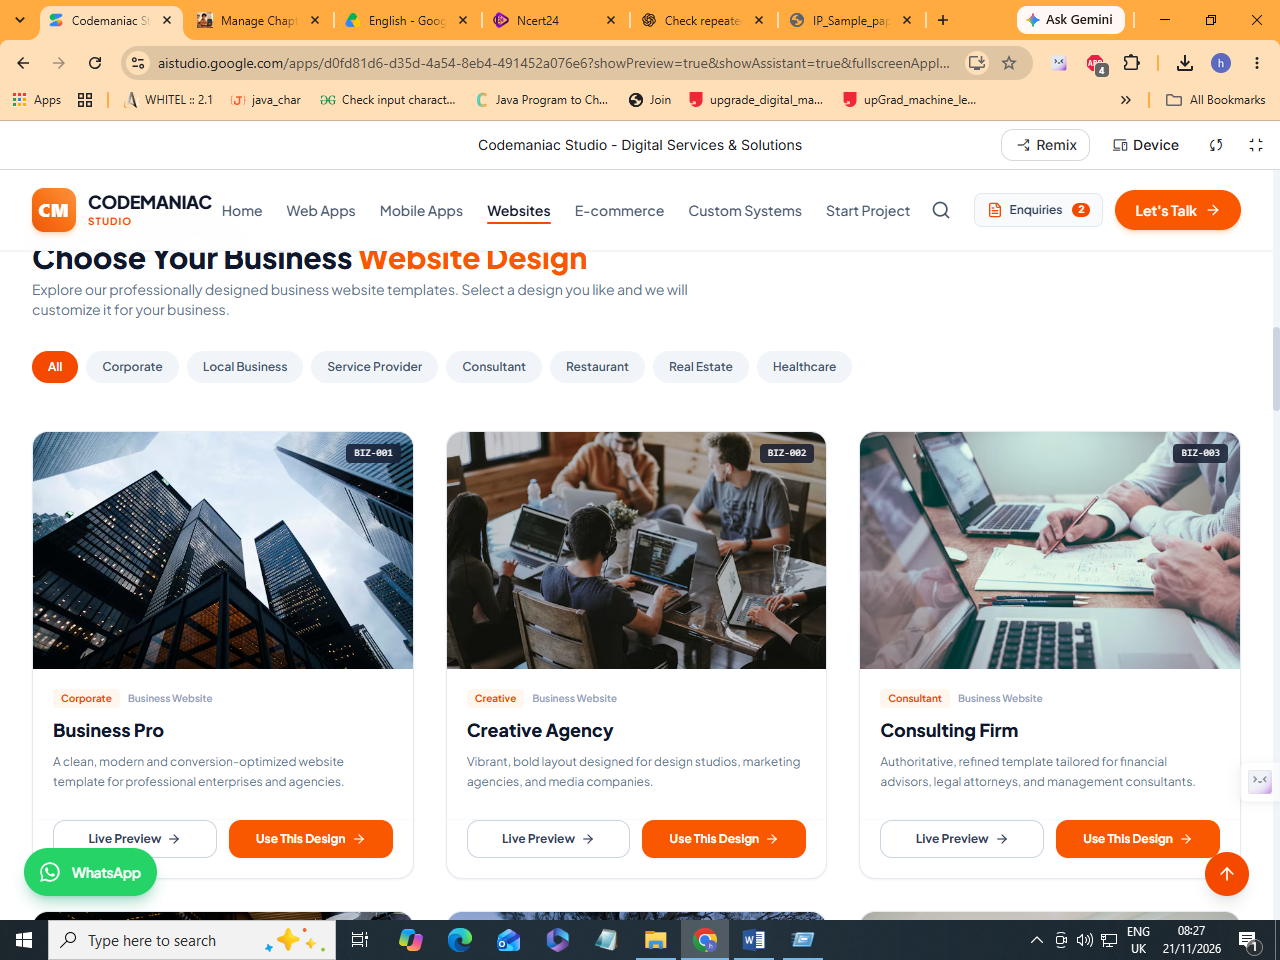 Codemaniac St
Manage Chapt
English - Goog
Ncert24
Check repeate
IP_Sample_pap
Ask Gemini
aistudio.google.com/apps/d0fd81d6-d35d-4a54-8eb4-491452a076e6?showPreview=true&showAssistant=true&fullscreenAppl...
4
h
Apps
WHITEL :: 2.1
java_char
Check input charact...
Java Program to Ch...
Join
upgrade_digital_ma...
upGrad_machine_le...
All Bookmarks
Codemaniac Studio - Digital Services & Solutions
Remix
Device
CM
CODEMANIAC
STUDIO
Home
Web Apps
Mobile Apps
Websites
E-commerce
Custom Systems
Start Project
Enquiries 2
Let's Talk
Choose Your Business Website Design
Explore our professionally designed business website templates. Select a design you like and we will
customize it for your business.
All
Corporate
Local Business
Service Provider
Consultant
Restaurant
Real Estate
Healthcare
BIZ-001
BIZ-002
BIZ-003
Corporate Business Website
Business Pro
A clean, modern and conversion-optimized website
template for professional enterprises and agencies.
Live Preview
Use This Design
Creative Business Website
Creative Agency
Vibrant, bold layout designed for design studios, marketing
agencies, and media companies.
Live Preview
Use This Design
Consultant Business Website
Consulting Firm
Authoritative, refined template tailored for financial
advisors, legal attorneys, and management consultants.
Live Preview
Use This Design
WhatsApp
Type here to search
ENG
UK
08:27
21/11/2026
1